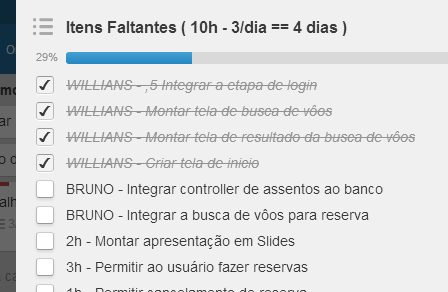 Itens Faltantes ( 10h - 3/dia == 4 dias )
29%
WILLIANS - ,5 Integrar a etapa de login
WILLIANS - Montar tela de busca de vôos
WILLIANS - Montar tela de resultado da busca de vôos
WILLIANS - Criar tela de inicio
BRUNO - Integrar controller de assentos ao banco
BRUNO - Integrar a busca de vôos para reserva
2h - Montar apresentação em Slides
3h - Permitir ao usuário fazer reservas
1h - Permitir cancelamento de reserva